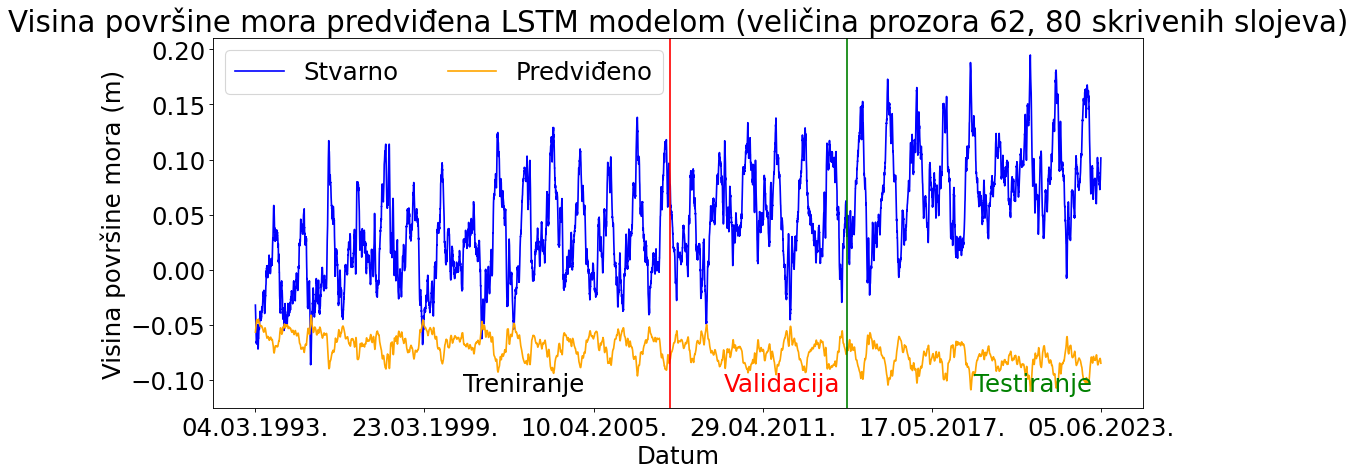 Visina površine mora predviđena LSTM modelom (veličina prozora 62, 80 skrivenih slojeva)
Visina površine mora (m)
0.20
0.15
0.10
0.05
0.00
−0.05
−0.10
Stvarno Predviđeno
Treniranje Validacija Testiranje
04.03.1993. 23.03.1999. 10.04.2005. 29.04.2011. 17.05.2017. 05.06.2023.
Datum